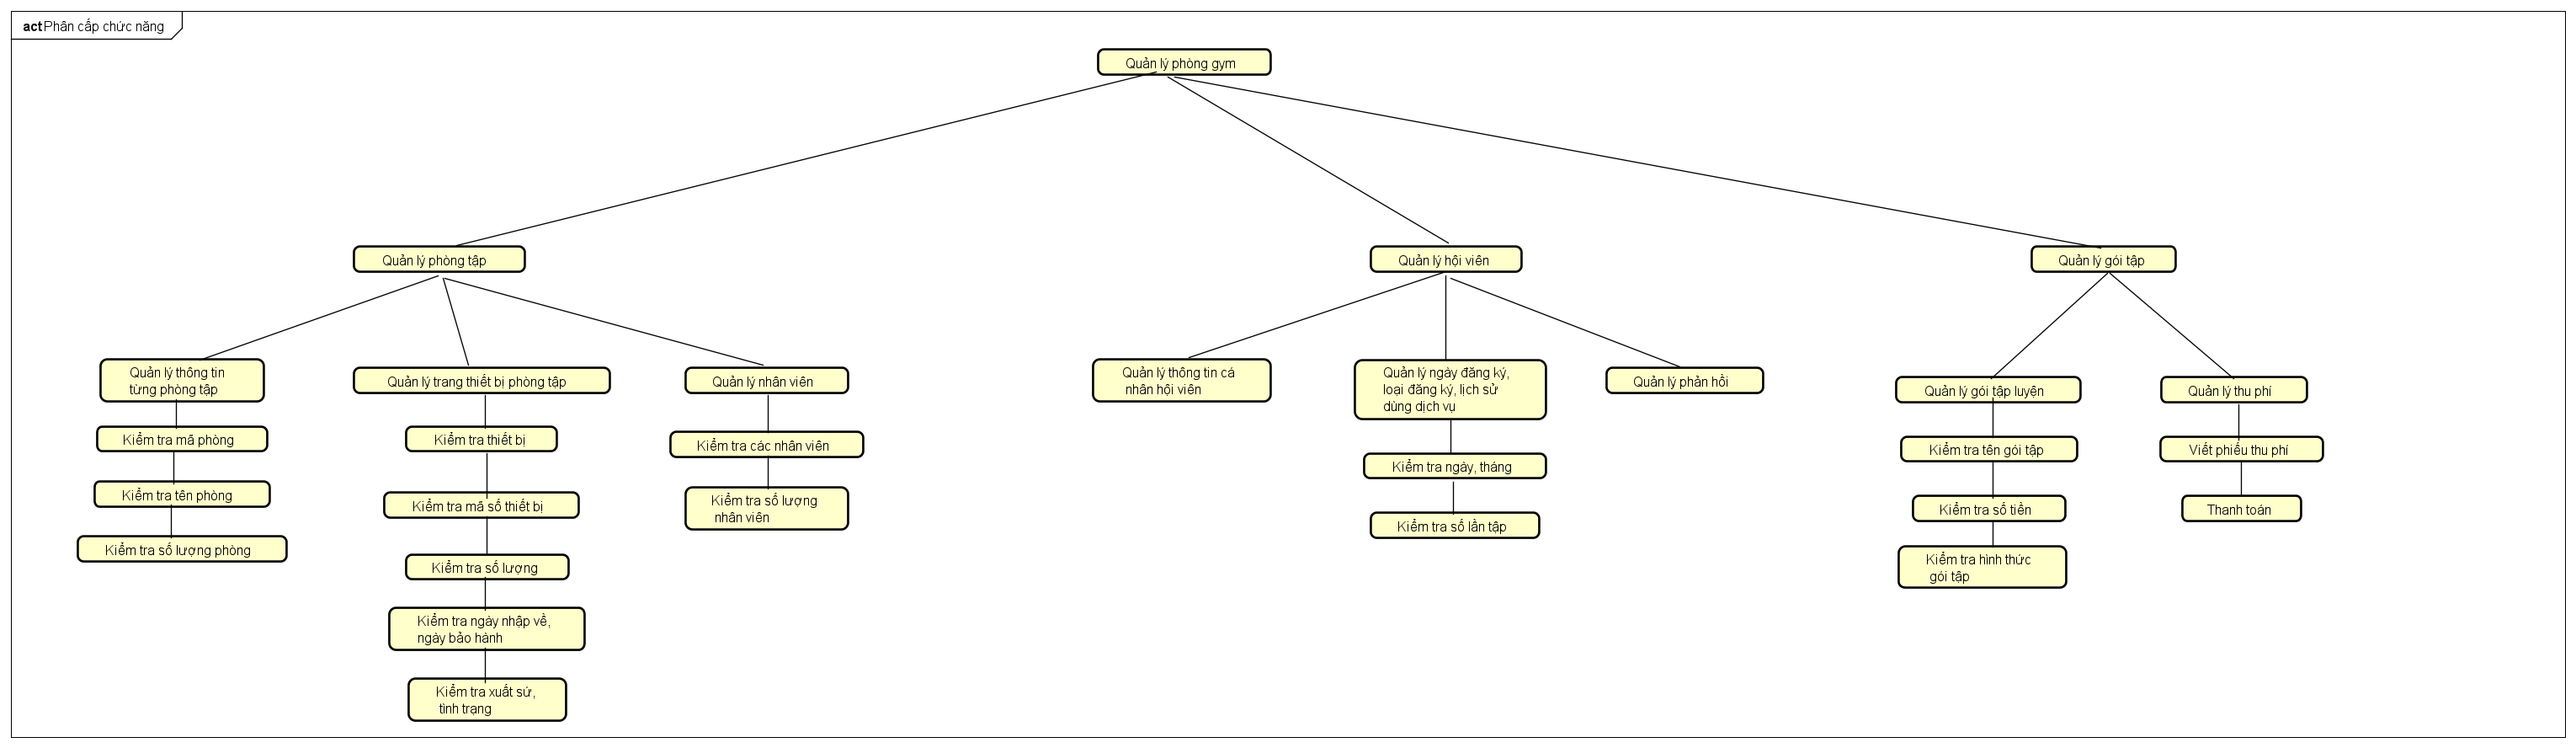 act Phân cấp chức năng
Quản lý phòng gym
Quản lý phòng tập
Quản lý hội viên
Quản lý gói tập
Quản lý thông tin
từng phòng tập
Quản lý trang thiết bị phòng tập
Quản lý nhân viên
Quản lý thông tin cá
nhân hội viên
Quản lý ngày đăng ký,
loại đăng ký, lịch sử
dùng dịch vụ
Quản lý phản hồi
Quản lý gói tập luyện
Quản lý thu phí
Kiểm tra mã phòng
Kiểm tra thiết bị
Kiểm tra các nhân viên
Kiểm tra ngày, tháng
Kiểm tra tên gói tập
Viết phiếu thu phí
Kiểm tra tên phòng
Kiểm tra mã số thiết bị
Kiểm tra số lượng
nhân viên
Kiểm tra số lần tập
Kiểm tra số tiền
Thanh toán
Kiểm tra số lượng phòng
Kiểm tra số lượng
Kiểm tra hình thức
gói tập
Kiểm tra ngày nhập về,
ngày bảo hành
Kiểm tra xuất sứ,
tình trạng